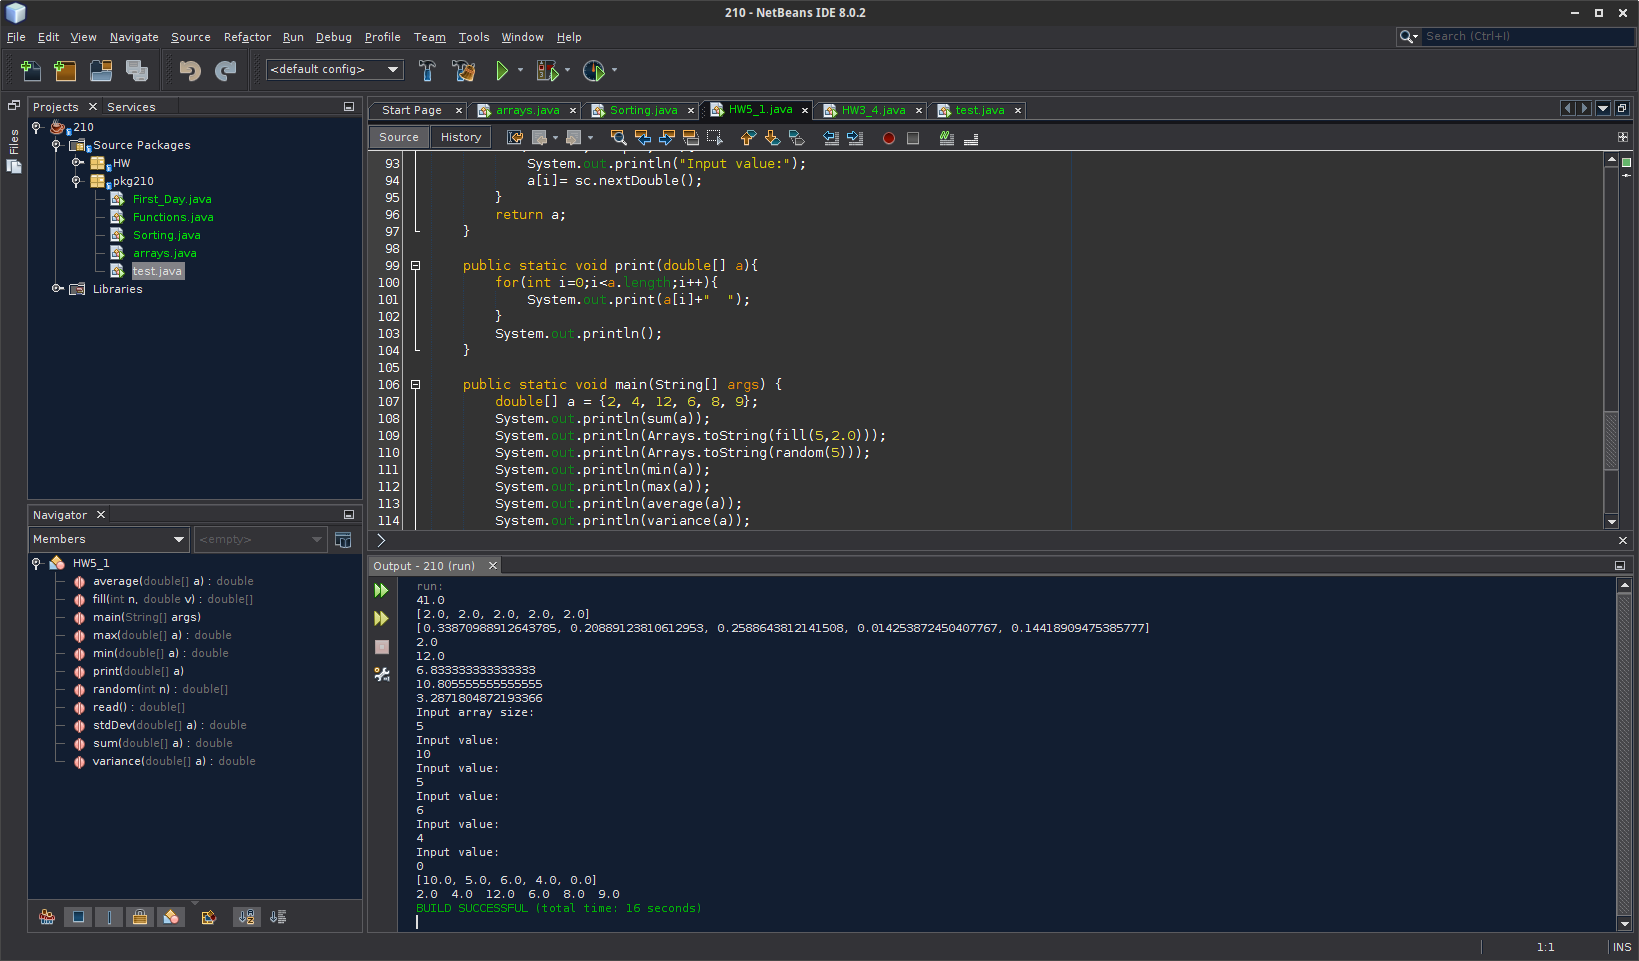 210 - NetBeans IDE 8.0.2
File Edit View Navigate Source Refactor Run Debug Profile Team Tools Window Help
Search (Ctrl+I)
<default config>
Files
Projects Services
210
Source Packages
HW
pkg210
First_Day.java
Functions.java
Sorting.java
arrays.java
test.java
Libraries
Navigator
Members
<empty>
HW5_1
average(double[] a) : double
fill(int n, double v) : double[]
main(String[] args)
max(double[] a) : double
min(double[] a) : double
print(double[] a)
random(int n) : double[]
read() : double[]
stdDev(double[] a) : double
sum(double[] a) : double
variance(double[] a) : double
Start Page arrays.java Sorting.java HW5_1.java HW3_4.java test.java
Source History
93 System.out.println("Input value:");
94 a[i]= sc.nextDouble();
95 }
96 return a;
97 }
98
99 public static void print(double[] a){
100 for(int i=0;i<a.length;i++){
101 System.out.print(a[i]+"  ");
102 }
103 System.out.println();
104 }
105
106 public static void main(String[] args) {
107 double[] a = {2, 4, 12, 6, 8, 9};
108 System.out.println(sum(a));
109 System.out.println(Arrays.toString(fill(5,2.0)));
110 System.out.println(Arrays.toString(random(5)));
111 System.out.println(min(a));
112 System.out.println(max(a));
113 System.out.println(average(a));
114 System.out.println(variance(a));
Output - 210 (run)
run:
41.0
[2.0, 2.0, 2.0, 2.0, 2.0]
[0.33870988912643785, 0.20889123810612953, 0.2588643812141508, 0.014253872450407767, 0.14418909475385777]
2.0
12.0
6.833333333333333
10.805555555555555
3.2871804872193366
Input array size:
5
Input value:
10
Input value:
5
Input value:
6
Input value:
4
Input value:
0
[10.0, 5.0, 6.0, 4.0, 0.0]
2.0  4.0  12.0  6.0  8.0  9.0
BUILD SUCCESSFUL (total time: 16 seconds)
1:1 INS